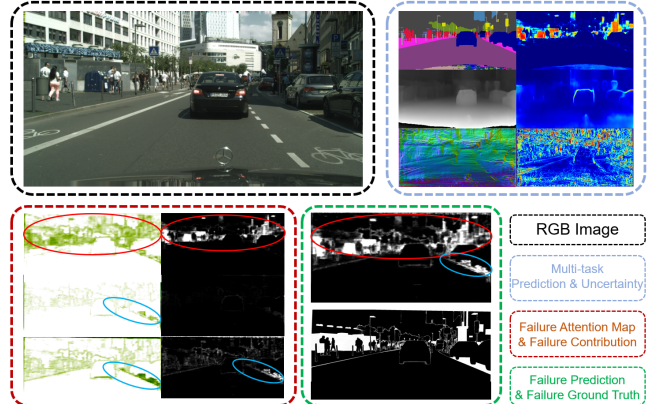 RGB Image
Multi-task
Prediction & Uncertainty
Failure Attention Map
& Failure Contribution
Failure Prediction
& Failure Ground Truth